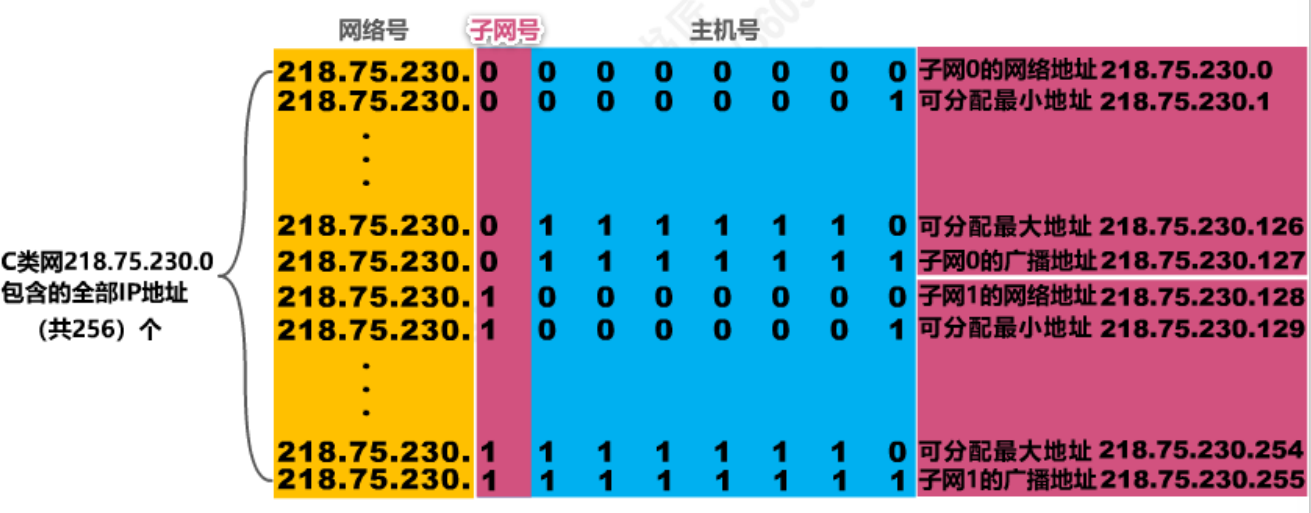 网络号 子网号 主机号
218.75.230. 0 0 0 0 0 0 0 0 子网0的网络地址 218.75.230.0
218.75.230. 0 0 0 0 0 0 0 1 可分配最小地址 218.75.230.1
218.75.230. 0 1 1 1 1 1 1 0 可分配最大地址 218.75.230.126
218.75.230. 0 1 1 1 1 1 1 1 子网0的广播地址 218.75.230.127
C类网218.75.230.0
包含的全部IP地址
（共256）个
218.75.230. 1 0 0 0 0 0 0 0 子网1的网络地址 218.75.230.128
218.75.230. 1 0 0 0 0 0 0 1 可分配最小地址 218.75.230.129
218.75.230. 1 1 1 1 1 1 1 0 可分配最大地址 218.75.230.254
218.75.230. 1 1 1 1 1 1 1 1 子网1的广播地址 218.75.230.255